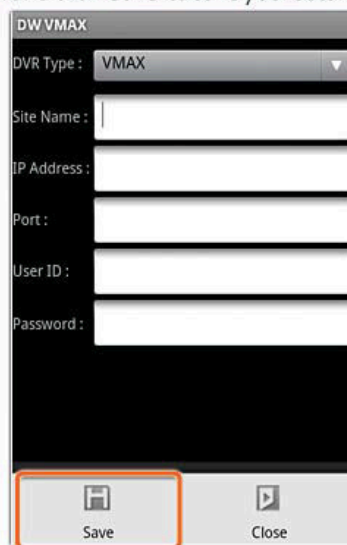 DW VMAX
DVR Type : VMAX
Site Name :
IP Address :
Port :
User ID :
Password :
Save Close